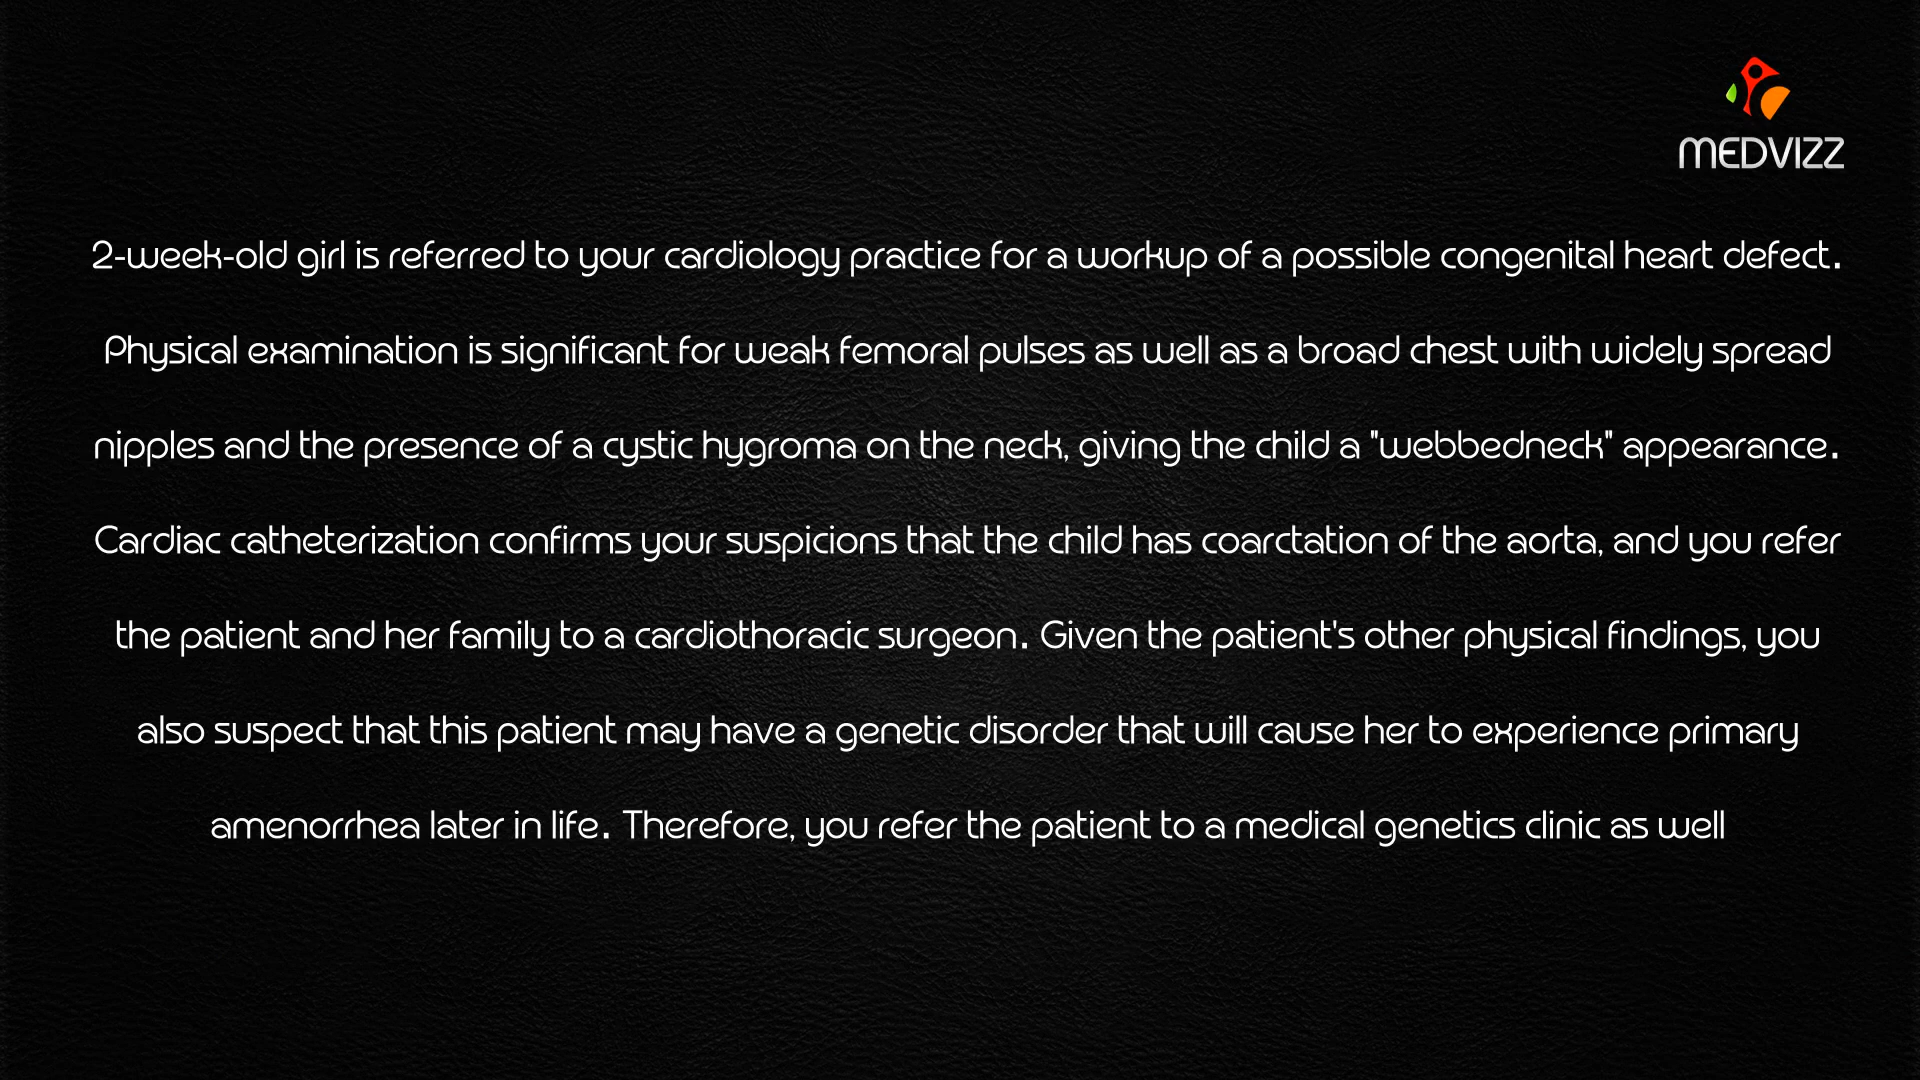 MEDVIZZ
2-week-old girl is referred to your cardiology practice for a workup of a possible congenital heart defect.
Physical examination is significant for weak femoral pulses as well as a broad chest with widely spread
nipples and the presence of a cystic hygroma on the neck, giving the child a "webbedneck" appearance.
Cardiac catheterization confirms your suspicions that the child has coarctation of the aorta, and you refer
the patient and her family to a cardiothoracic surgeon. Given the patient's other physical findings, you
also suspect that this patient may have a genetic disorder that will cause her to experience primary
amenorrhea later in life. Therefore, you refer the patient to a medical genetics clinic as well